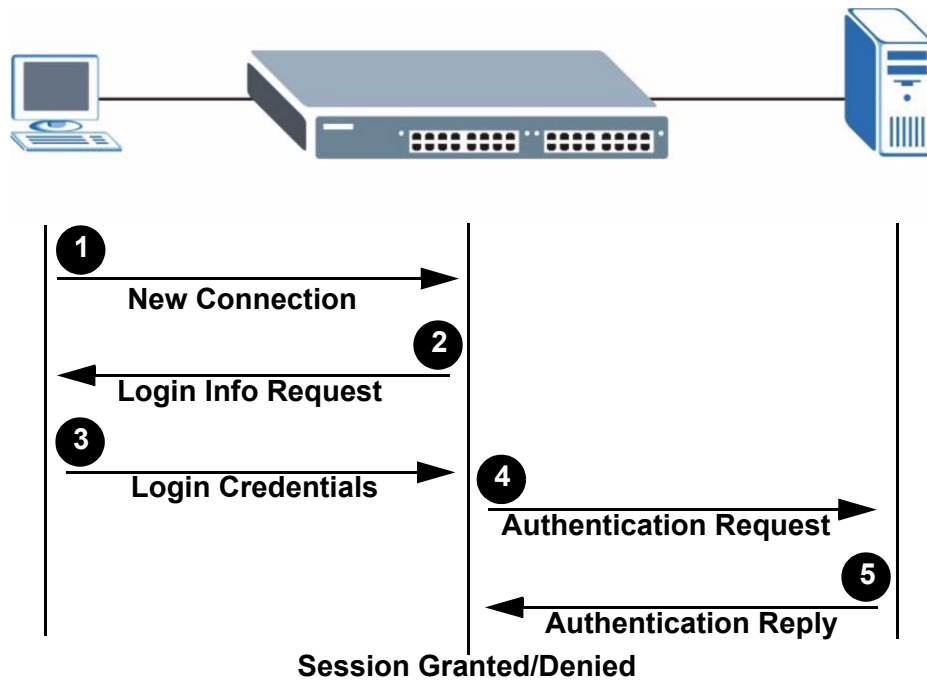 1
New Connection
2
Login Info Request
3
Login Credentials
4
Authentication Request
5
Authentication Reply
Session Granted/Denied